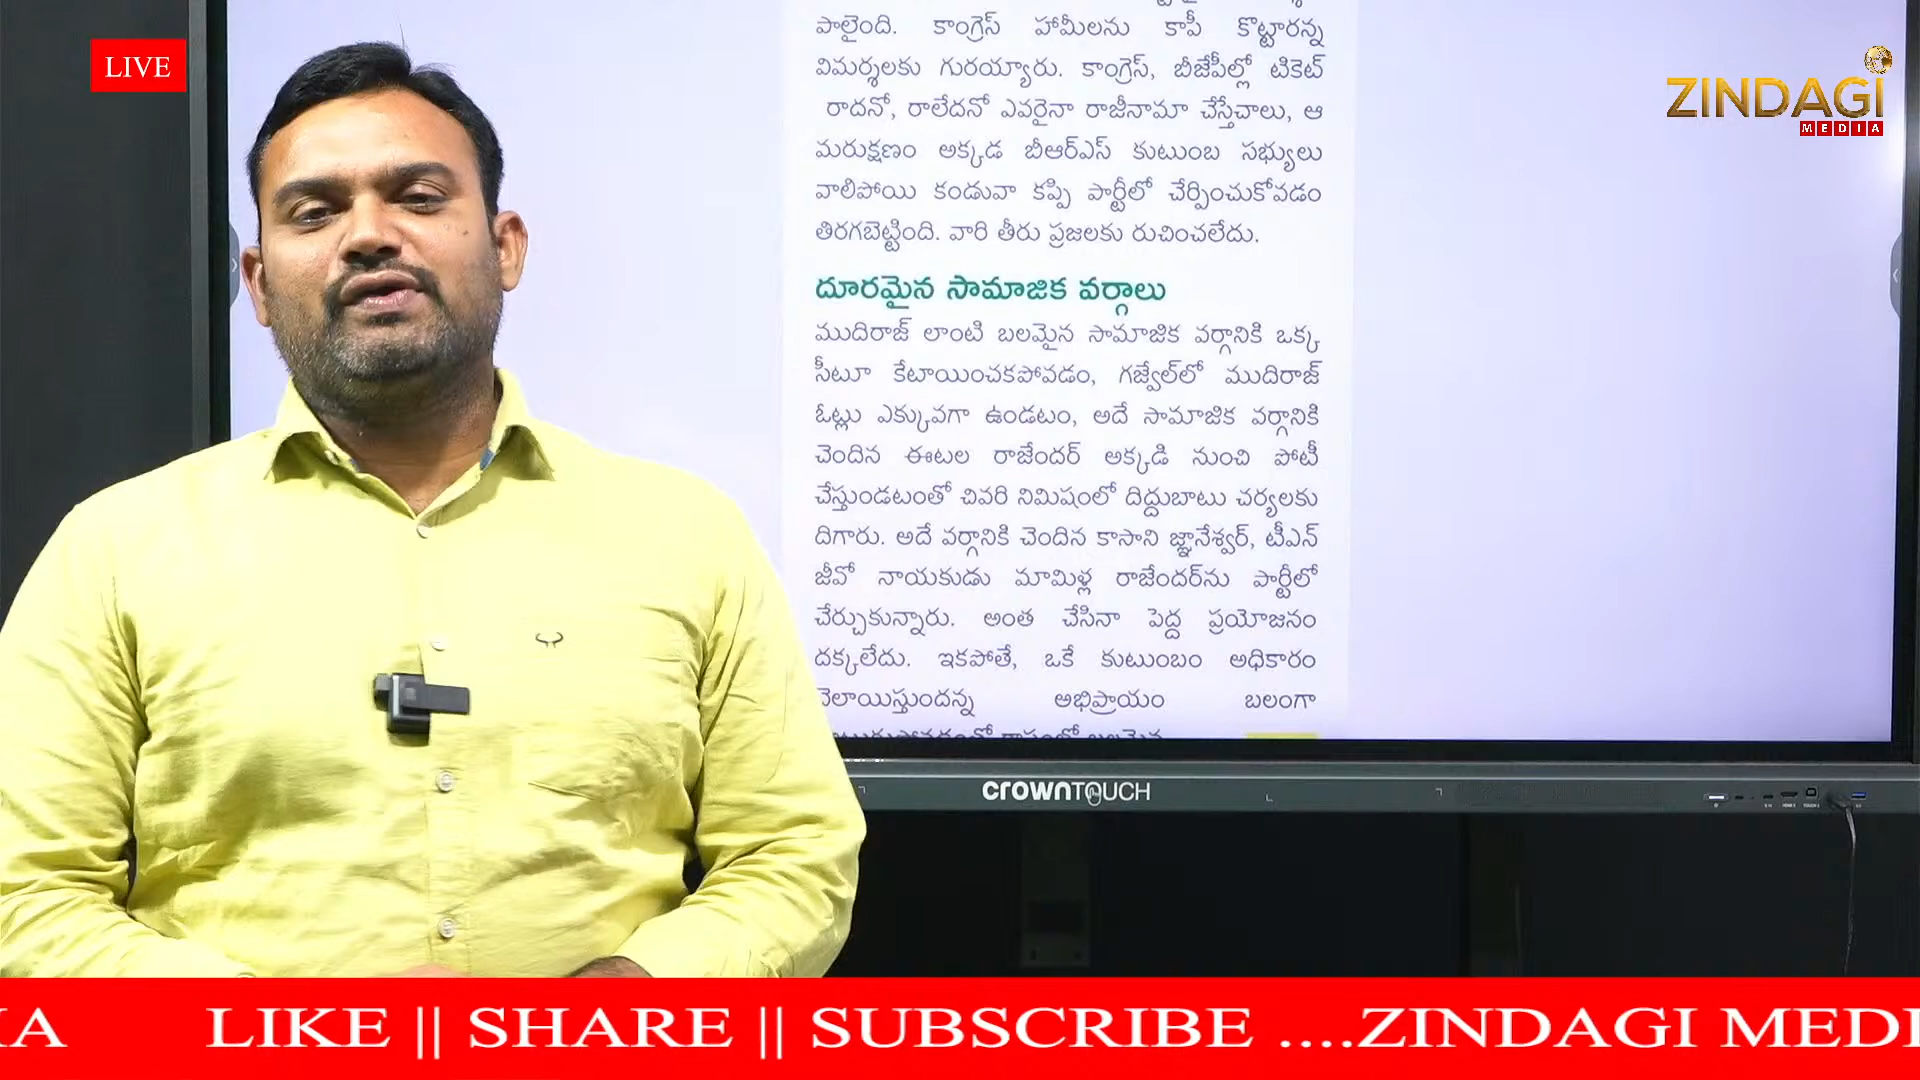 LIVE
ZINDAGI
MEDIA
పాలైంది. కాంగ్రెస్ హామీలను కాపీ కొట్టారన్న
విమర్శలకు గురయ్యారు. కాంగ్రెస్, బీజేపీల్లో టికెట్
రాదనో, రాలేదనో ఎవరైనా రాజీనామా చేస్తేచాలు, ఆ
మరుక్షణం అక్కడ బీఆర్ఎస్ కుటుంబ సభ్యులు
వాలిపోయి కండువా కప్పి పార్టీలో చేర్పించుకోవడం
తిరగబెట్టింది. వారి తీరు ప్రజలకు రుచించలేదు.
దూరమైన సామాజిక వర్గాలు
ముదిరాజ్ లాంటి బలమైన సామాజిక వర్గానికి ఒక్క
సీటూ కేటాయించకపోవడం, గజ్వేల్‌లో ముదిరాజ్
ఓట్లు ఎక్కువగా ఉండటం, అదే సామాజిక వర్గానికి
చెందిన ఈటల రాజేందర్ అక్కడి నుంచి పోటీ
చేస్తుండటంతో చివరి నిమిషంలో దిద్దుబాటు చర్యలకు
దిగారు. అదే వర్గానికి చెందిన కాసాని జ్ఞానేశ్వర్, టీఎన్
జీవో నాయకుడు మామిళ్ల రాజేందర్‌ను పార్టీలో
చేర్చుకున్నారు. అంత చేసినా పెద్ద ప్రయోజనం
దక్కలేదు. ఇకపోతే, ఒకే కుటుంబం అధికారం
చెలాయిస్తుందన్న అభిప్రాయం బలంగా
CROWNTOUCH
IA LIKE || SHARE || SUBSCRIBE ....ZINDAGI MEDI